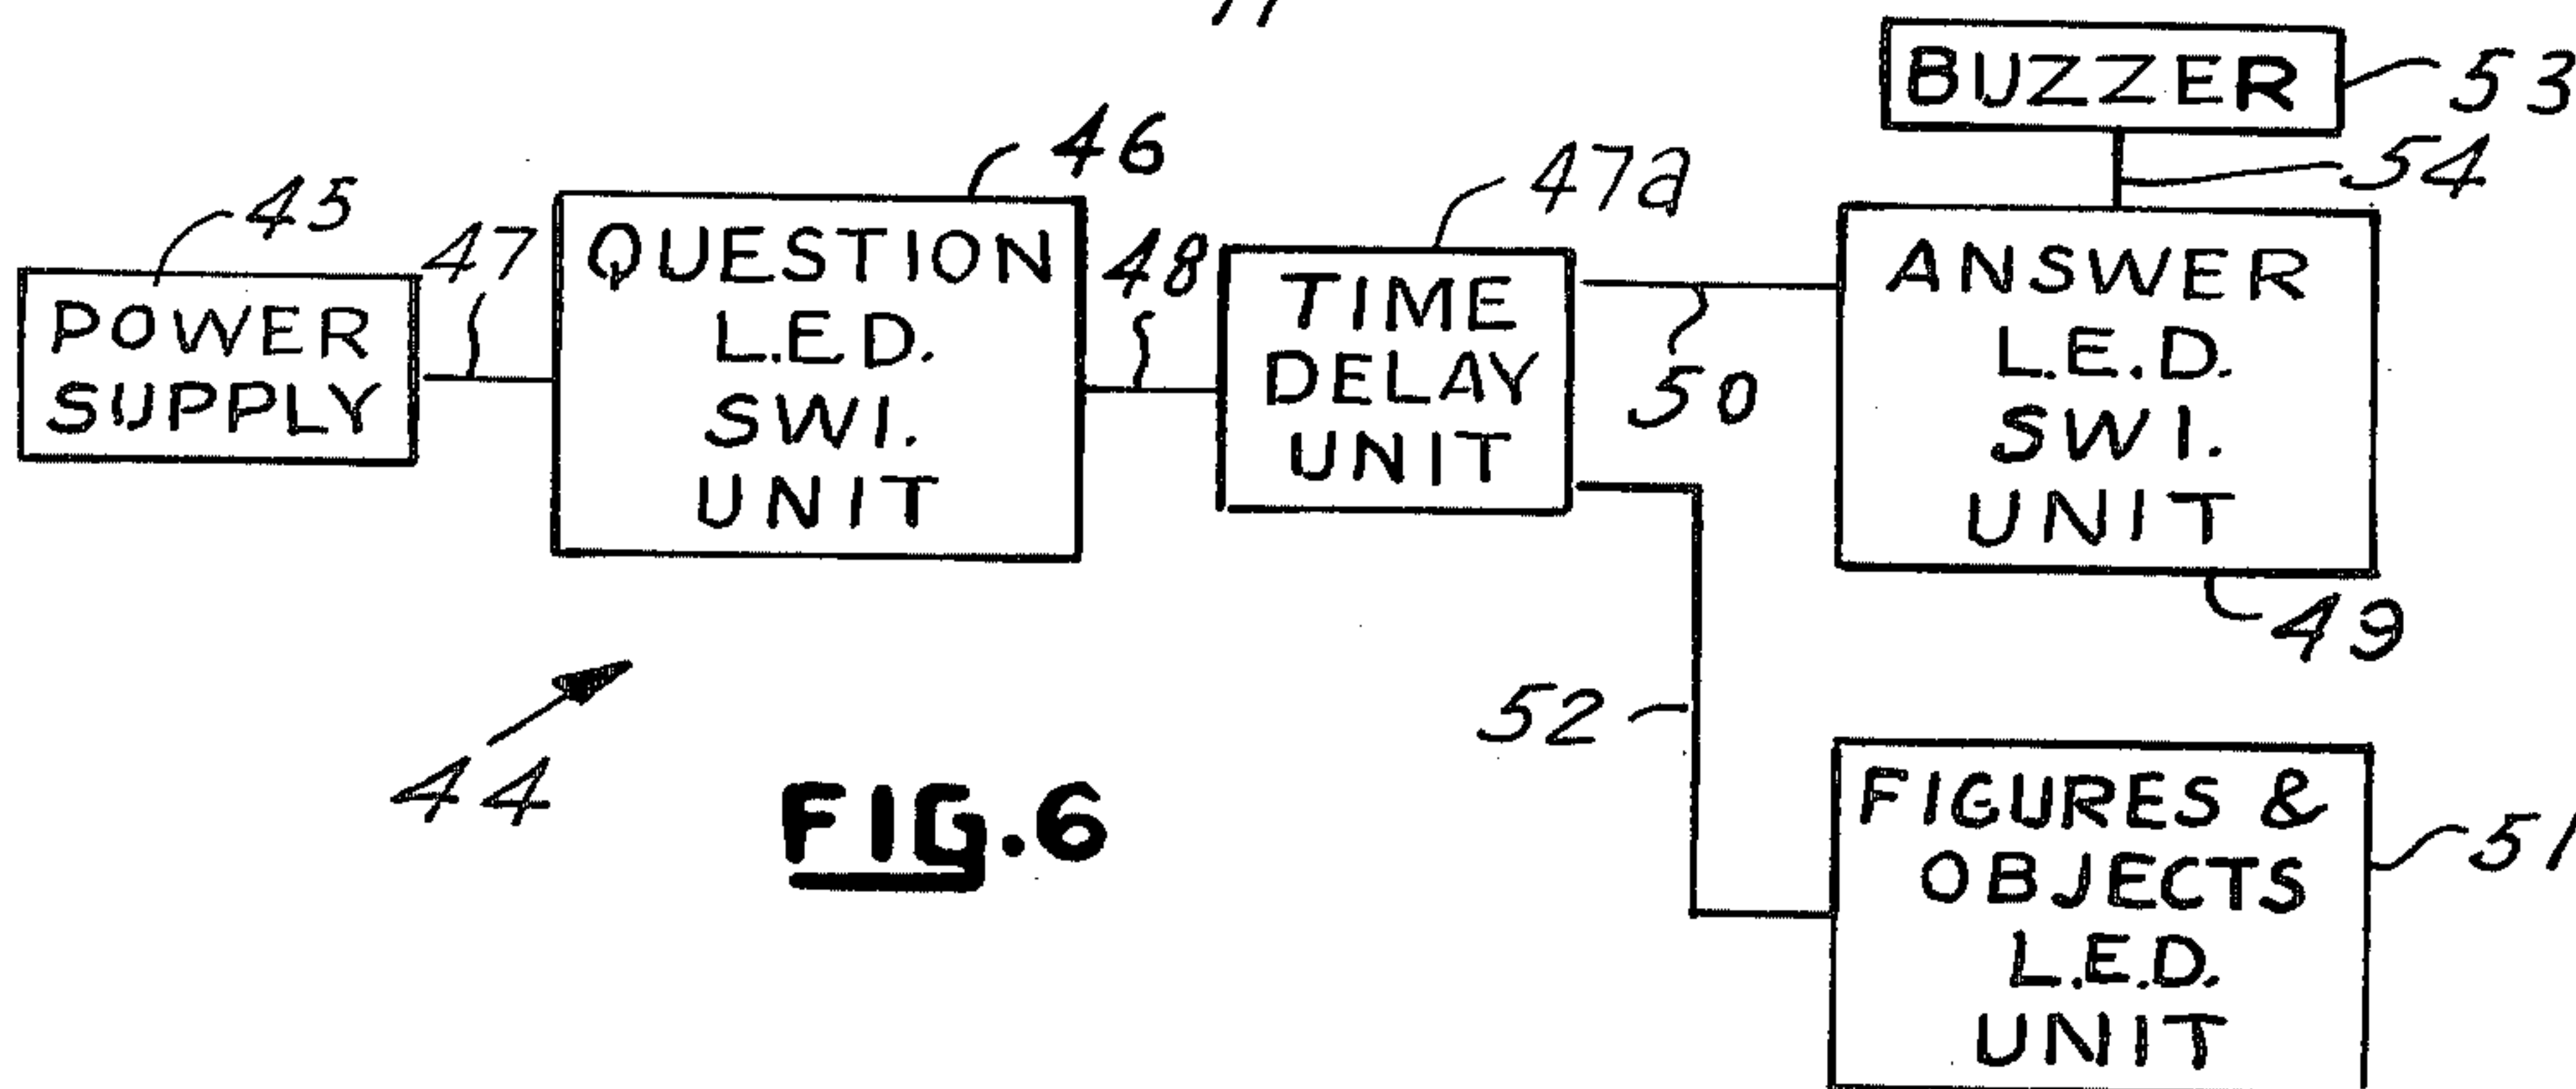 BUZZER
53
54
45
POWER
SUPPLY
47
46
QUESTION
L.E.D.
SWI.
UNIT
48
47a
TIME
DELAY
UNIT
50
ANSWER
L.E.D.
SWI.
UNIT
49
52
FIGURES &
OBJECTS
L.E.D.
UNIT
51
44
FIG.6